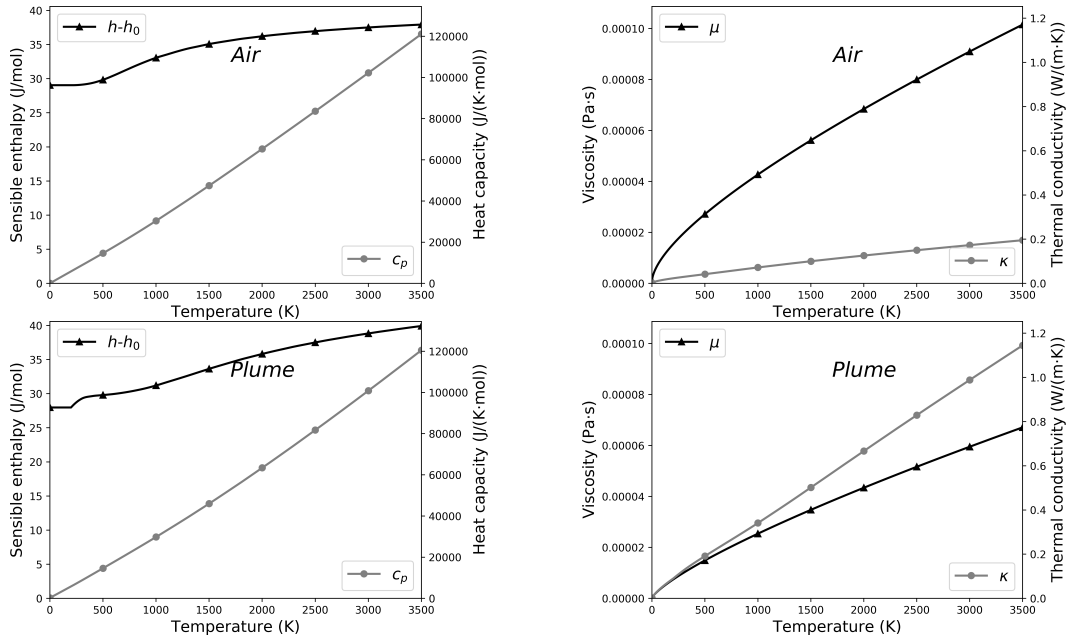 h-h0
Air
Sensible enthalpy (J/mol)
40
35
30
25
20
15
10
5
0
Heat capacity (J/(K·mol))
120000
100000
80000
60000
40000
20000
0
cp
0 500 1000 1500 2000 2500 3000 3500
Temperature (K)
μ
Air
Viscosity (Pa·s)
0.00010
0.00008
0.00006
0.00004
0.00002
0.00000
Thermal conductivity (W/(m·K))
1.2
1.0
0.8
0.6
0.4
0.2
0.0
κ
0 500 1000 1500 2000 2500 3000 3500
Temperature (K)
h-h0
Plume
Sensible enthalpy (J/mol)
40
35
30
25
20
15
10
5
0
Heat capacity (J/(K·mol))
120000
100000
80000
60000
40000
20000
0
cp
0 500 1000 1500 2000 2500 3000 3500
Temperature (K)
μ
Plume
Viscosity (Pa·s)
0.00010
0.00008
0.00006
0.00004
0.00002
0.00000
Thermal conductivity (W/(m·K))
1.2
1.0
0.8
0.6
0.4
0.2
0.0
κ
0 500 1000 1500 2000 2500 3000 3500
Temperature (K)